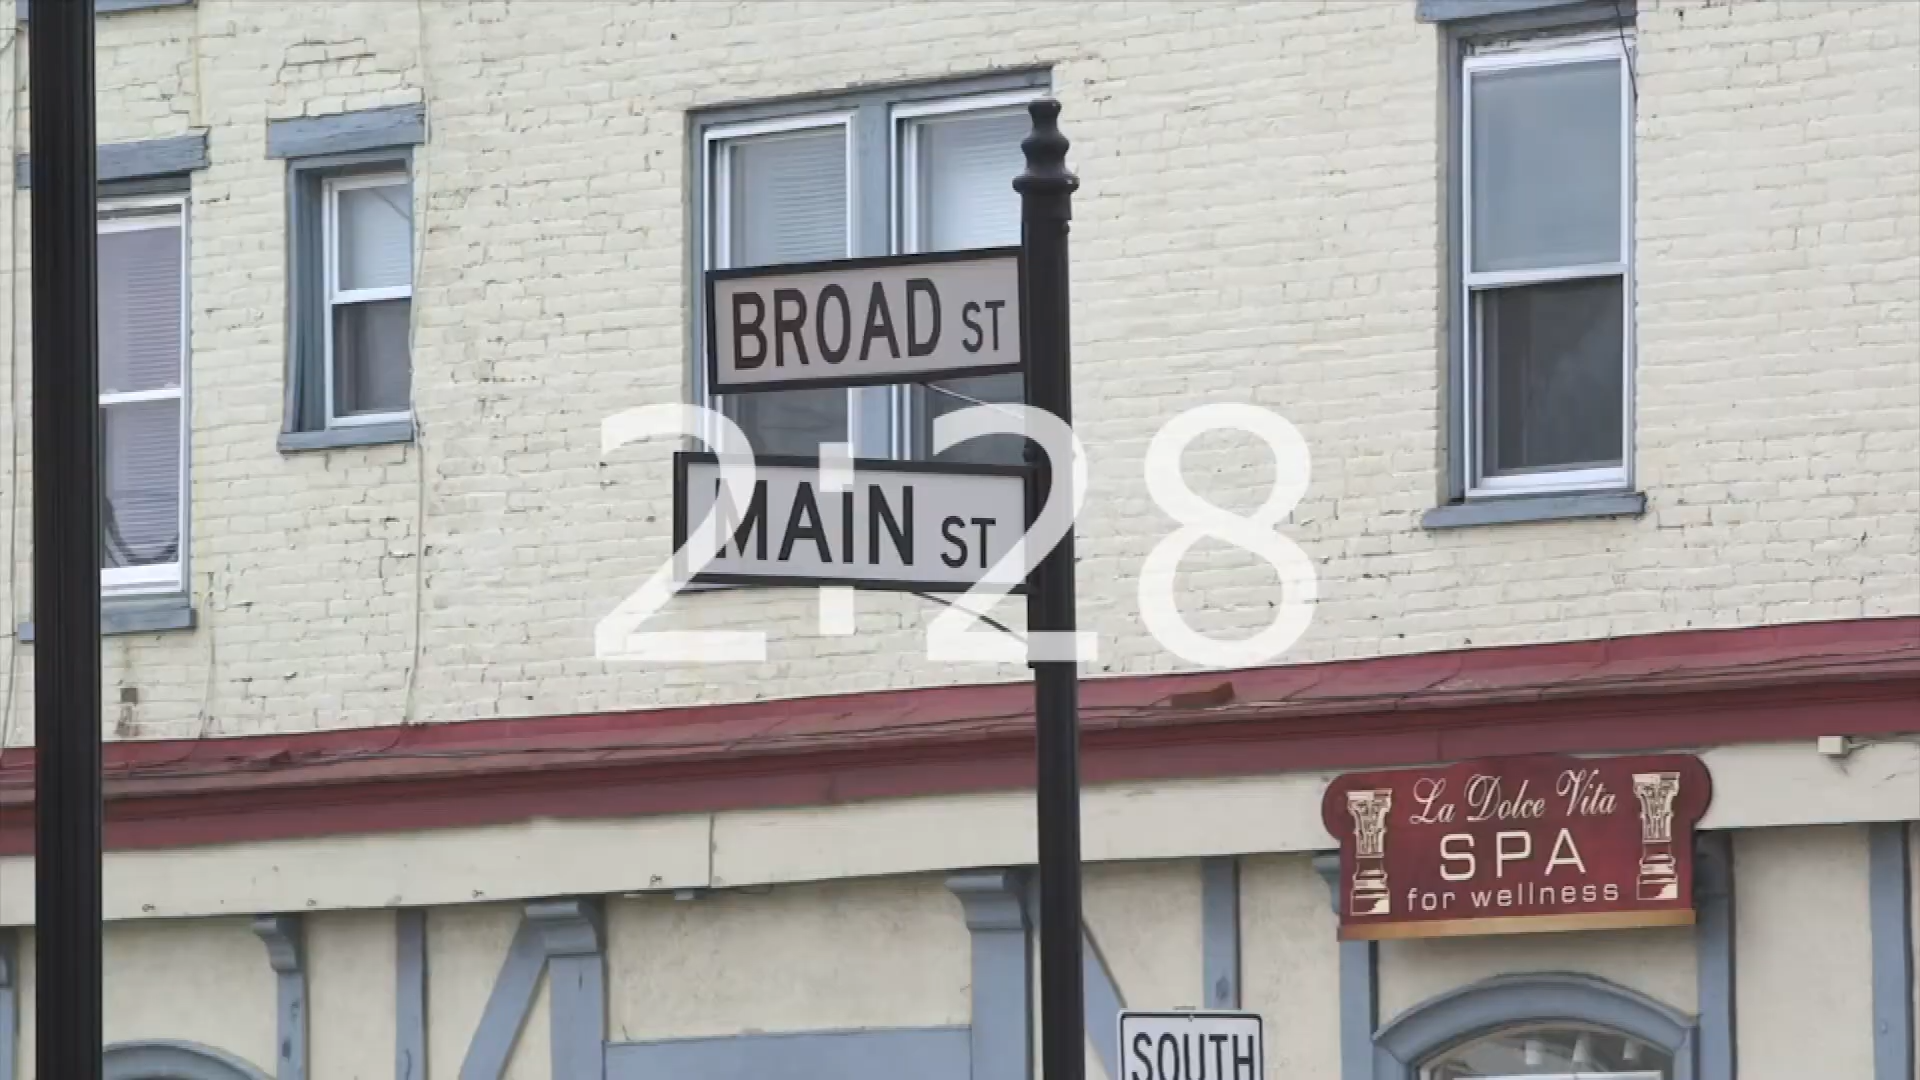 BROAD ST
2:28
MAIN ST
La Dolce Vita
SPA
for wellness
SOUTH